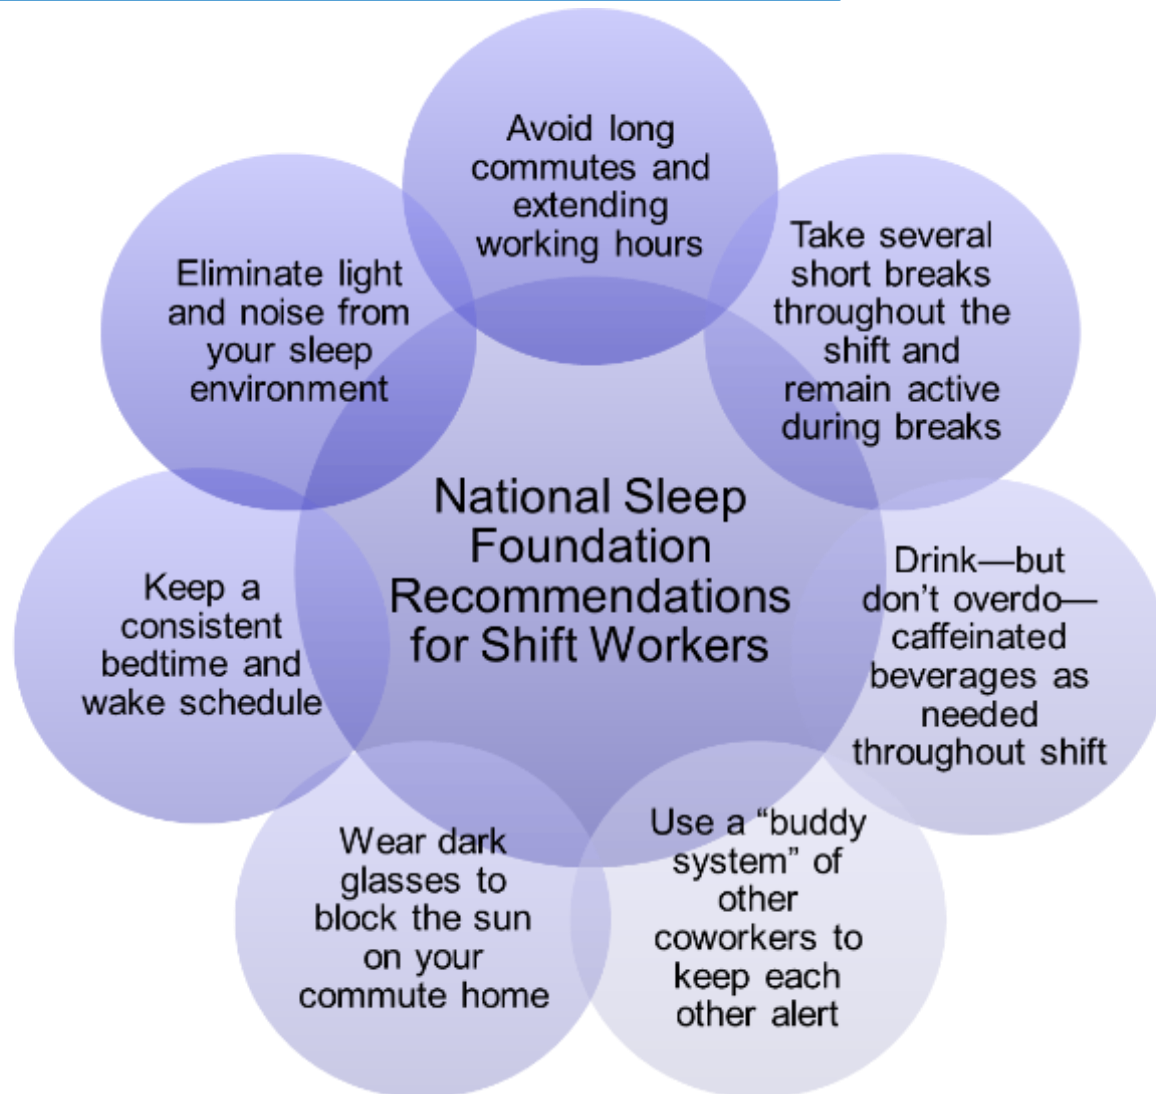 Avoid long
commutes and
extending
working hours
Take several
short breaks
throughout the
shift and
remain active
during breaks
Drink—but
don’t overdo—
caffeinated
beverages as
needed
throughout shift
Use a “buddy
system” of
other
coworkers to
keep each
other alert
Wear dark
glasses to
block the sun
on your
commute home
Keep a
consistent
bedtime and
wake schedule
Eliminate light
and noise from
your sleep
environment
National Sleep
Foundation
Recommendations
for Shift Workers